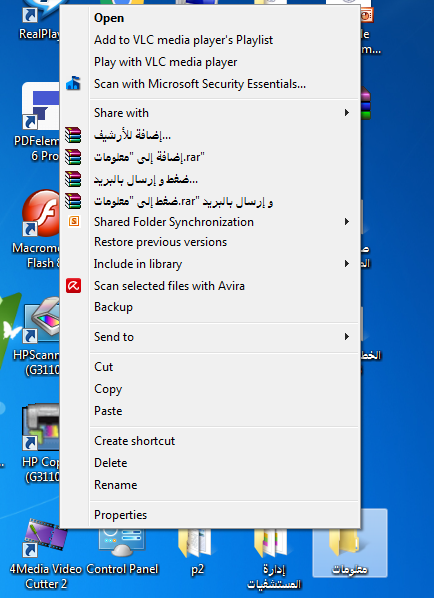 RealPlay
Open
Add to VLC media player's Playlist
Play with VLC media player
Scan with Microsoft Security Essentials...
Share with
إضافة للأرشيف...
إضافة إلى "معلومات.rar"
ضغط و إرسال بالبريد...
ضغط إلى "معلومات.rar" و إرسال بالبريد
Shared Folder Synchronization
Restore previous versions
Include in library
Scan selected files with Avira
Backup
Send to
Cut
Copy
Paste
Create shortcut
Delete
Rename
Properties
PDFelem
6 Pro
Macrome
Flash 8
HPScann
(G3110
HP Cop
(G3110
4Media Video
Cutter 2
Control Panel
p2
إدارة
المستشفيات
معلومات